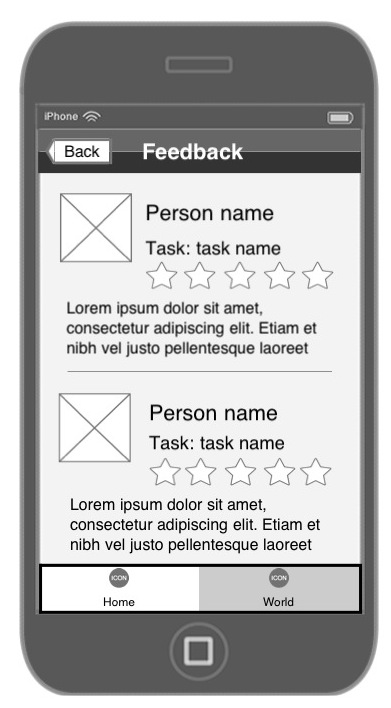 iPhone
Back
Feedback
Person name
Task: task name
Lorem ipsum dolor sit amet,
consectetur adipiscing elit. Etiam et
nibh vel justo pellentesque laoreet
Person name
Task: task name
Lorem ipsum dolor sit amet,
consectetur adipiscing elit. Etiam et
nibh vel justo pellentesque laoreet
ICON ICON
Home World